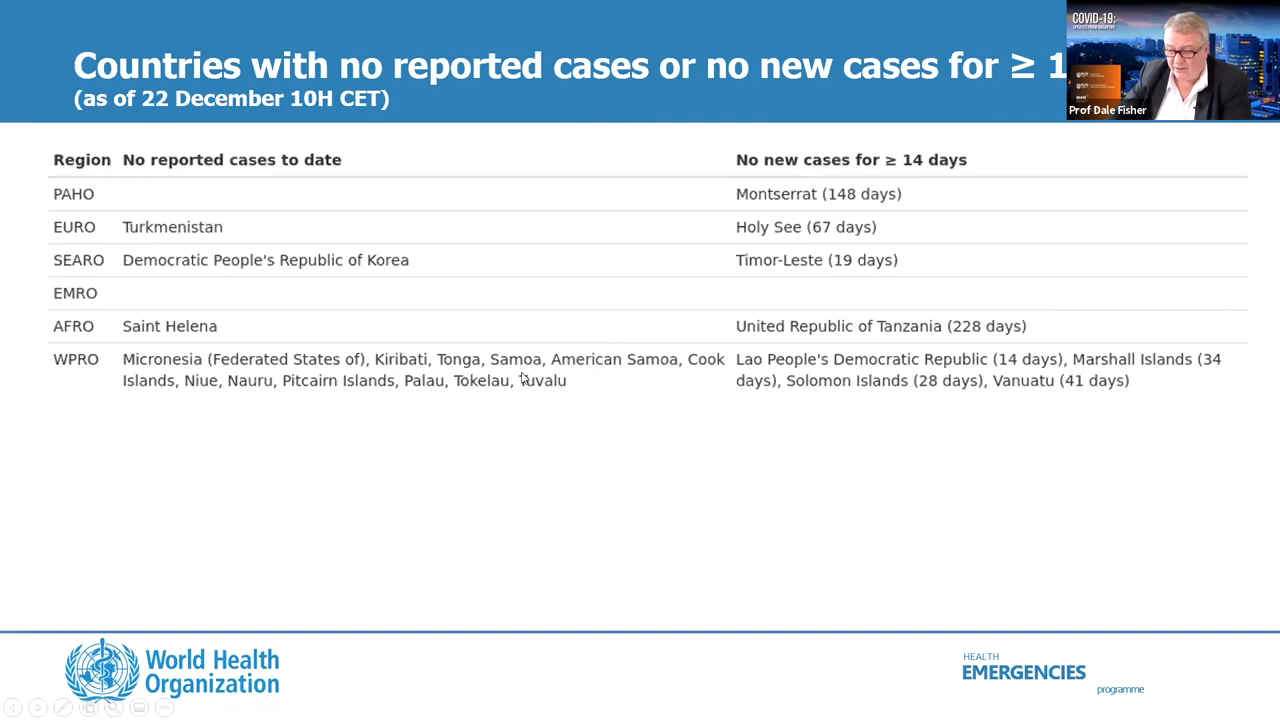 Countries with no reported cases or no new cases for ≥ 1
(as of 22 December 10H CET)
COVID-19:
Prof Dale Fisher
Region No reported cases to date No new cases for ≥ 14 days
PAHO Montserrat (148 days)
EURO Turkmenistan Holy See (67 days)
SEARO Democratic People's Republic of Korea Timor-Leste (19 days)
EMRO
AFRO Saint Helena United Republic of Tanzania (228 days)
WPRO Micronesia (Federated States of), Kiribati, Tonga, Samoa, American Samoa, Cook Lao People's Democratic Republic (14 days), Marshall Islands (34
Islands, Niue, Nauru, Pitcairn Islands, Palau, Tokelau, Tuvalu days), Solomon Islands (28 days), Vanuatu (41 days)
World Health
Organization
HEALTH
EMERGENCIES
programme